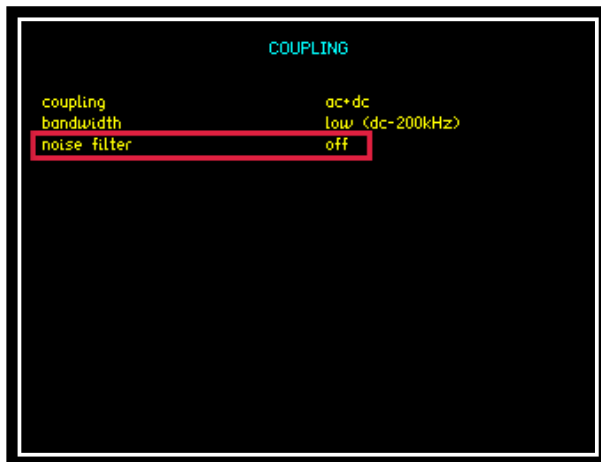 COUPLING
coupling ac+dc
bandwidth low (dc-200kHz)
noise filter off